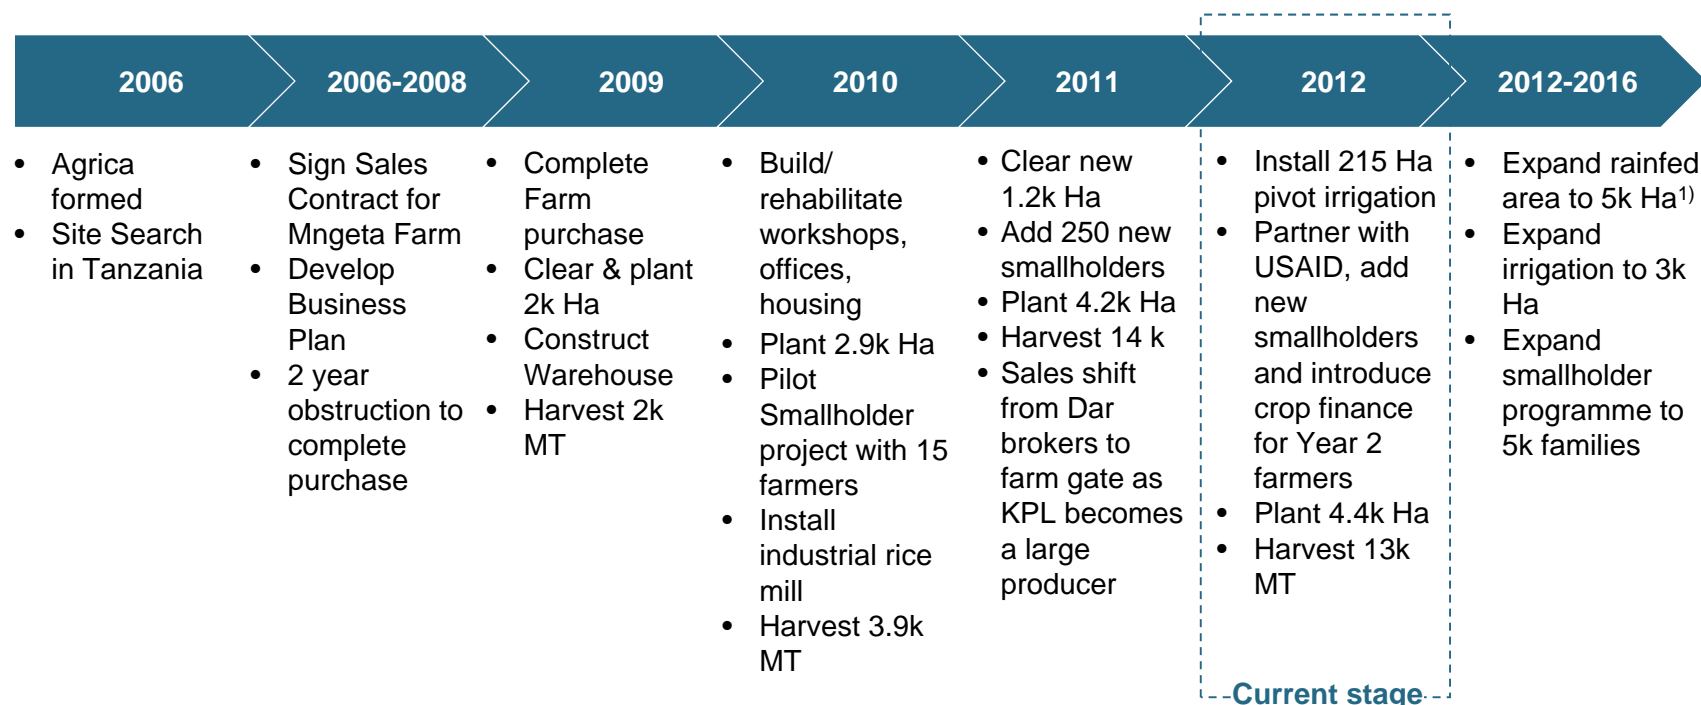 2006
2006-2008
2009
2010
2011
2012
2012-2016
• Agrica
formed
• Site Search
in Tanzania
• Sign Sales
Contract for
Mngeta Farm
• Develop
Business
Plan
• 2 year
obstruction to
complete
purchase
• Complete
Farm
purchase
• Clear & plant
2k Ha
• Construct
Warehouse
• Harvest 2k
MT
• Build/
rehabilitate
workshops,
offices,
housing
• Plant 2.9k Ha
• Pilot
Smallholder
project with 15
farmers
• Install
industrial rice
mill
• Harvest 3.9k
MT
• Clear new
1.2k Ha
• Add 250 new
smallholders
• Plant 4.2k Ha
• Harvest 14 k
• Sales shift
from Dar
brokers to
farm gate as
KPL becomes
a large
producer
• Install 215 Ha
pivot irrigation
• Partner with
USAID, add
new
smallholders
and introduce
crop finance
for Year 2
farmers
• Plant 4.4k Ha
• Harvest 13k
MT
• Expand rainfed
area to 5k Ha1)
• Expand
irrigation to 3k
Ha
• Expand
smallholder
programme to
5k families
Current stage